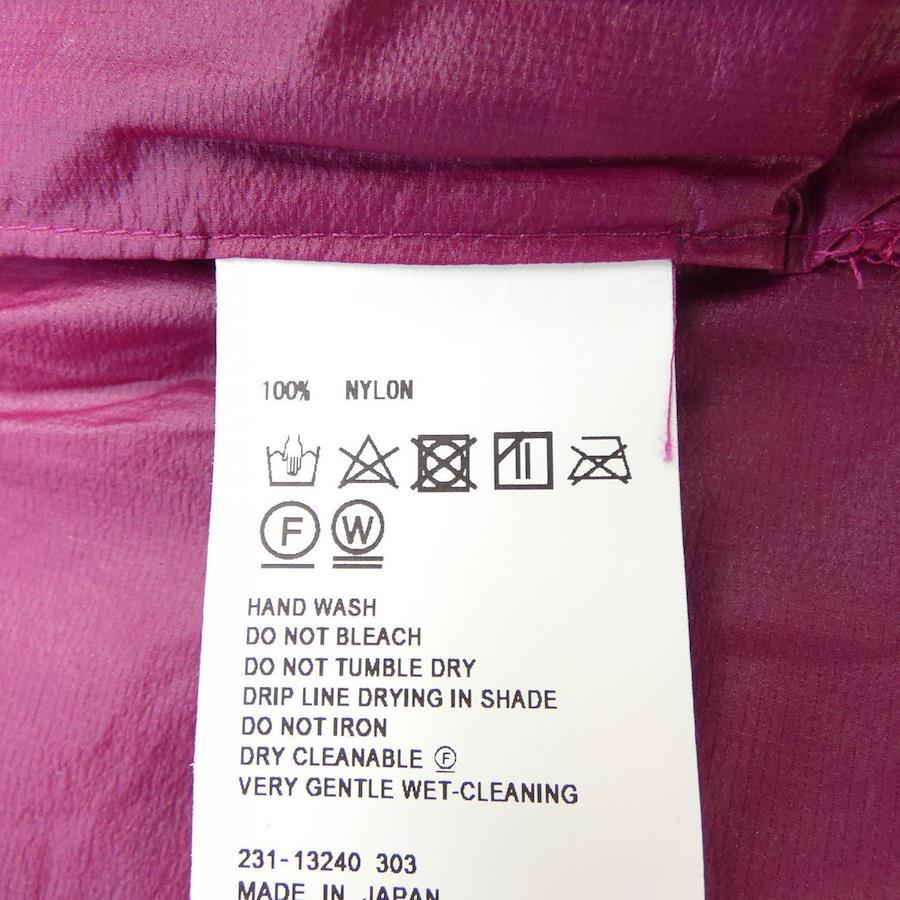 100% NYLON
F W
HAND WASH
DO NOT BLEACH
DO NOT TUMBLE DRY
DRIP LINE DRYING IN SHADE
DO NOT IRON
DRY CLEANABLE Ⓕ
VERY GENTLE WET-CLEANING
231-13240 303
MADE IN JAPAN